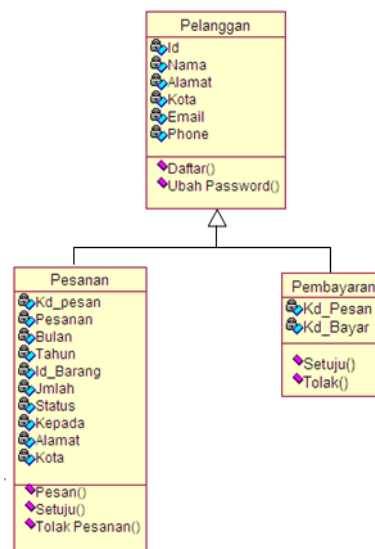 Pelanggan
Id
Nama
Alamat
Kota
Email
Phone
Daftar()
Ubah Password()
Pesanan
Kd_pesan
Pesanan
Bulan
Tahun
Id_Barang
Jmlah
Status
Kepada
Alamat
Kota
Pesan()
Setuju()
Tolak Pesanan()
Pembayaran
Kd_Pesan
Kd_Bayar
Setuju()
Tolak()